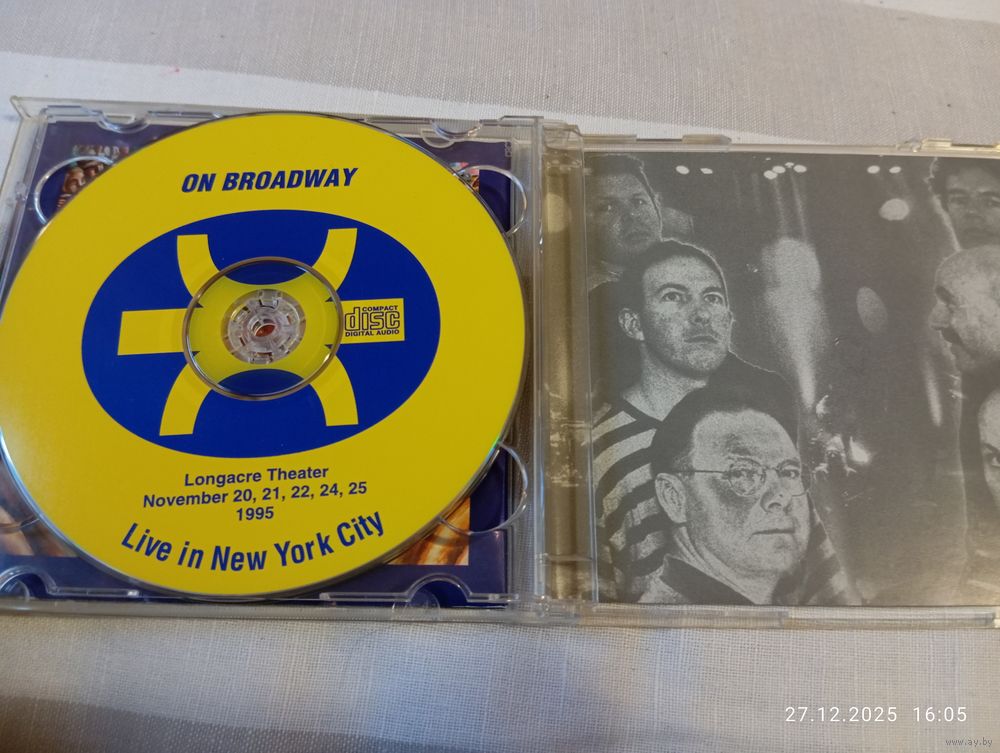 ON BROADWAY
COMPACT
disc
DIGITAL AUDIO
Longacre Theater
November 20, 21, 22, 24, 25
1995
Live in New York City
27.12.2025 16:05
www.ay.by